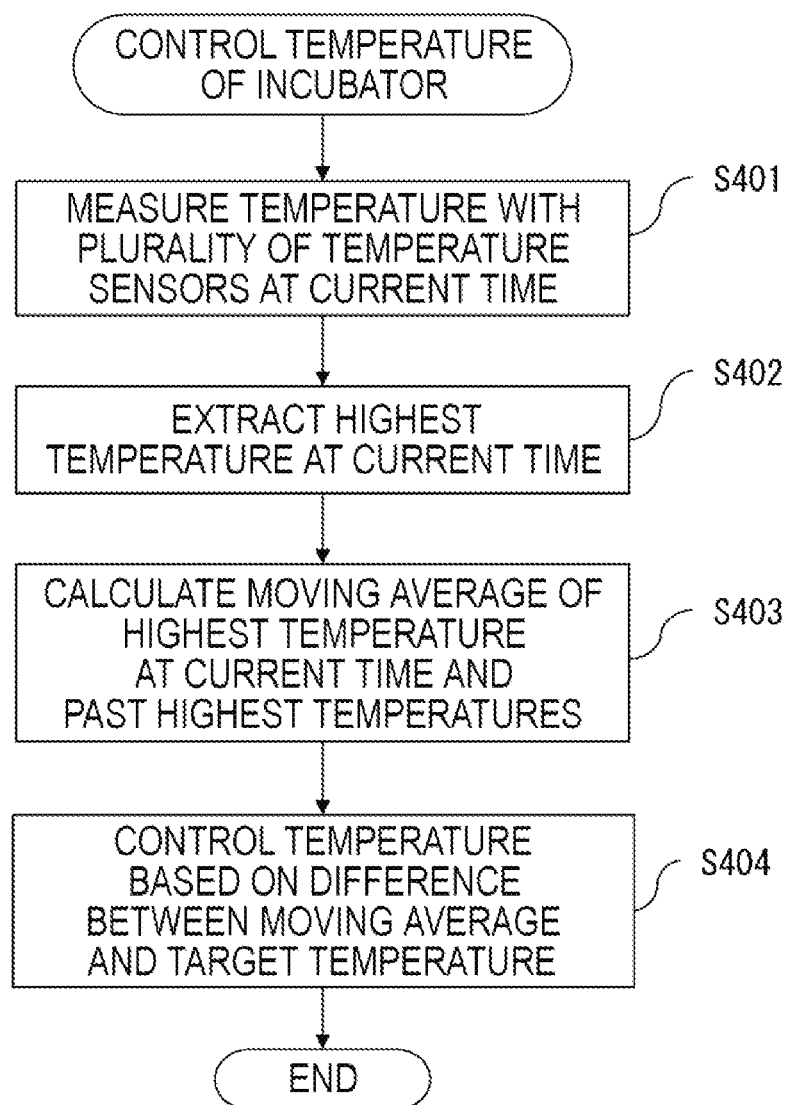 CONTROL TEMPERATURE
OF INCUBATOR
S401
MEASURE TEMPERATURE WITH
PLURALITY OF TEMPERATURE
SENSORS AT CURRENT TIME
S402
EXTRACT HIGHEST
TEMPERATURE AT CURRENT TIME
S403
CALCULATE MOVING AVERAGE OF
HIGHEST TEMPERATURE
AT CURRENT TIME AND
PAST HIGHEST TEMPERATURES
S404
CONTROL TEMPERATURE
BASED ON DIFFERENCE
BETWEEN MOVING AVERAGE
AND TARGET TEMPERATURE
END